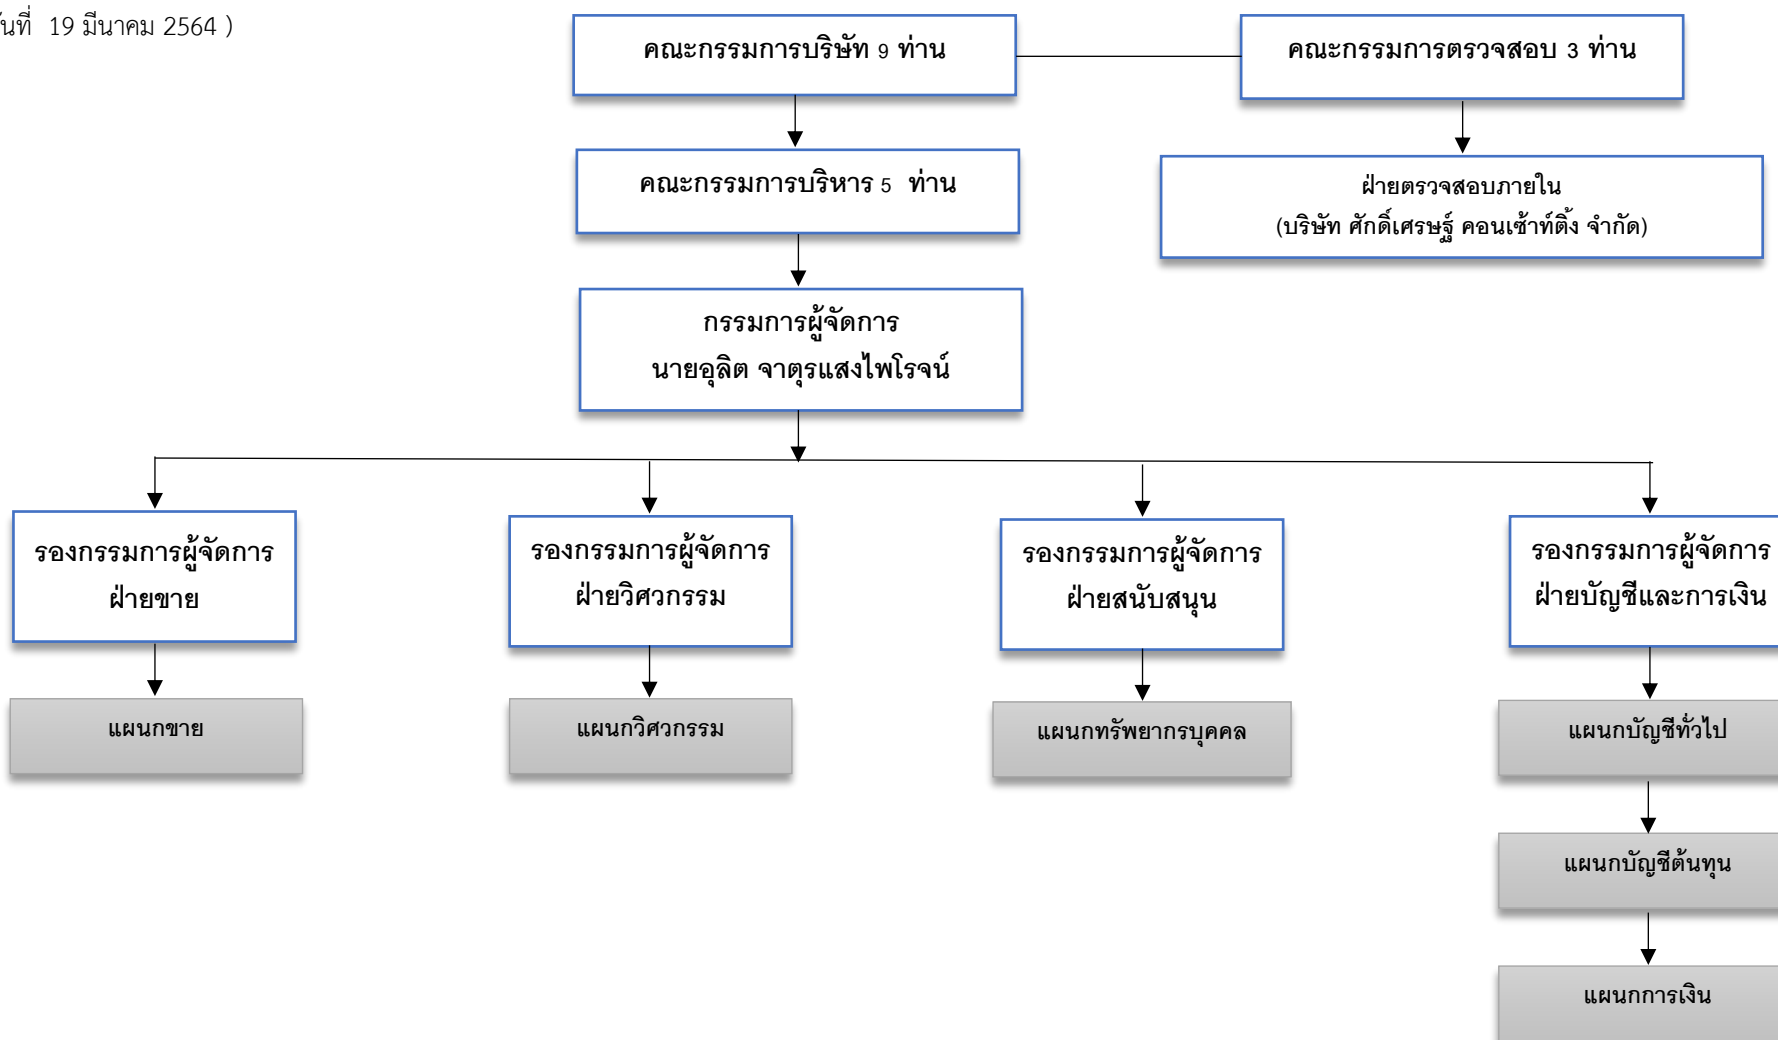 นที่ 19 มีนาคม 2564 )
คณะกรรมการบริษัท 9 ท่าน
คณะกรรมการตรวจสอบ 3 ท่าน
คณะกรรมการบริหาร 5 ท่าน
ฝ่ายตรวจสอบภายใน
(บริษัท ศักดิ์เศรษฐ์ คอนเซ้าท์ติ้ง จำกัด)
กรรมการผู้จัดการ
นายอุลิต จาตุรแสงไพโรจน์
รองกรรมการผู้จัดการ
ฝ่ายขาย
รองกรรมการผู้จัดการ
ฝ่ายวิศวกรรม
รองกรรมการผู้จัดการ
ฝ่ายสนับสนุน
รองกรรมการผู้จัดการ
ฝ่ายบัญชีและการเงิน
แผนกขาย
แผนกวิศวกรรม
แผนกทรัพยากรบุคคล
แผนกบัญชีทั่วไป
แผนกบัญชีต้นทุน
แผนกการเงิน